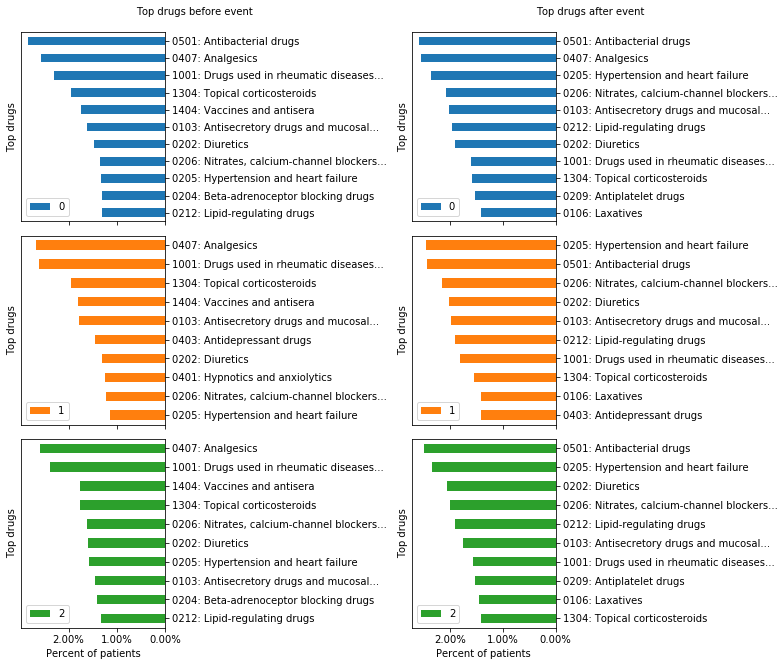 Top drugs before event
Top drugs
0501: Antibacterial drugs
0407: Analgesics
1001: Drugs used in rheumatic diseases...
1304: Topical corticosteroids
1404: Vaccines and antisera
0103: Antisecretory drugs and mucosal...
0202: Diuretics
0206: Nitrates, calcium-channel blockers...
0205: Hypertension and heart failure
0204: Beta-adrenoceptor blocking drugs
0212: Lipid-regulating drugs
0
Top drugs
0407: Analgesics
1001: Drugs used in rheumatic diseases...
1304: Topical corticosteroids
1404: Vaccines and antisera
0103: Antisecretory drugs and mucosal...
0403: Antidepressant drugs
0202: Diuretics
0401: Hypnotics and anxiolytics
0206: Nitrates, calcium-channel blockers...
0205: Hypertension and heart failure
1
Top drugs
0407: Analgesics
1001: Drugs used in rheumatic diseases...
1404: Vaccines and antisera
1304: Topical corticosteroids
0206: Nitrates, calcium-channel blockers...
0202: Diuretics
0205: Hypertension and heart failure
0103: Antisecretory drugs and mucosal...
0204: Beta-adrenoceptor blocking drugs
0212: Lipid-regulating drugs
2
2.00% 1.00% 0.00%
Percent of patients
Top drugs after event
Top drugs
0501: Antibacterial drugs
0407: Analgesics
0205: Hypertension and heart failure
0206: Nitrates, calcium-channel blockers...
0103: Antisecretory drugs and mucosal...
0212: Lipid-regulating drugs
0202: Diuretics
1001: Drugs used in rheumatic diseases...
1304: Topical corticosteroids
0209: Antiplatelet drugs
0106: Laxatives
0
Top drugs
0205: Hypertension and heart failure
0501: Antibacterial drugs
0206: Nitrates, calcium-channel blockers...
0202: Diuretics
0103: Antisecretory drugs and mucosal...
0212: Lipid-regulating drugs
1001: Drugs used in rheumatic diseases...
1304: Topical corticosteroids
0106: Laxatives
0403: Antidepressant drugs
1
Top drugs
0501: Antibacterial drugs
0205: Hypertension and heart failure
0202: Diuretics
0206: Nitrates, calcium-channel blockers...
0212: Lipid-regulating drugs
0103: Antisecretory drugs and mucosal...
1001: Drugs used in rheumatic diseases...
0209: Antiplatelet drugs
0106: Laxatives
1304: Topical corticosteroids
2
2.00% 1.00% 0.00%
Percent of patients